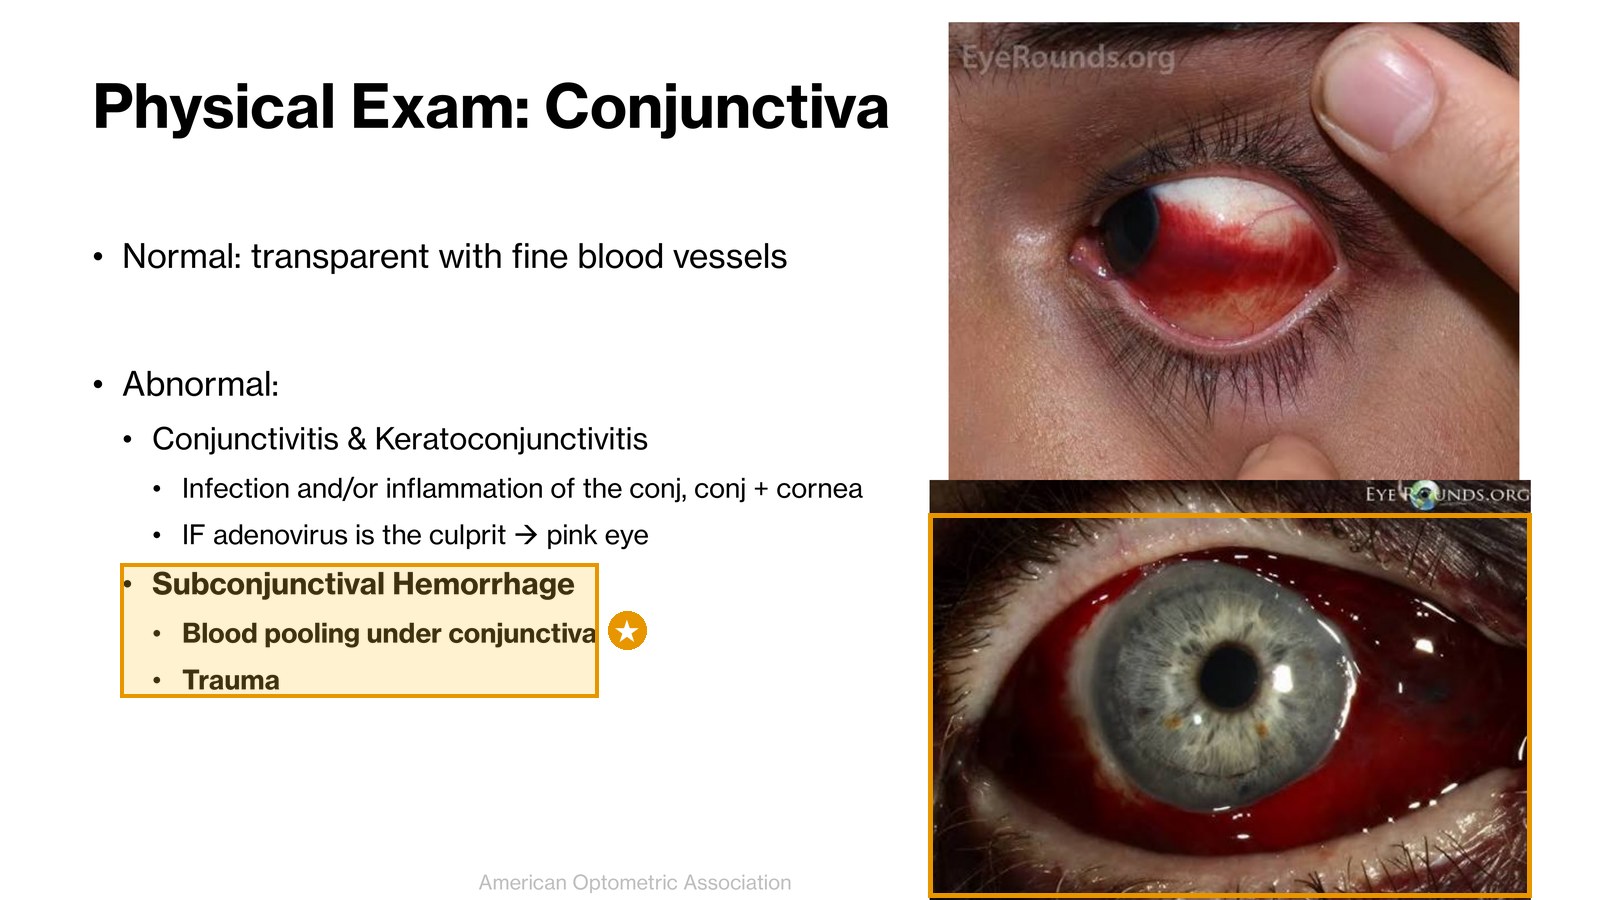 Physical Exam: Conjunctiva
• Normal: transparent with fine blood vessels
• Abnormal:
• Conjunctivitis & Keratoconjunctivitis
• Infection and/or inflammation of the conj, conj + cornea
• IF adenovirus is the culprit → pink eye
• Subconjunctival Hemorrhage
• Blood pooling under conjunctiva
• Trauma
American Optometric Association
EyeRounds.org
EYEROUNDS.ORG